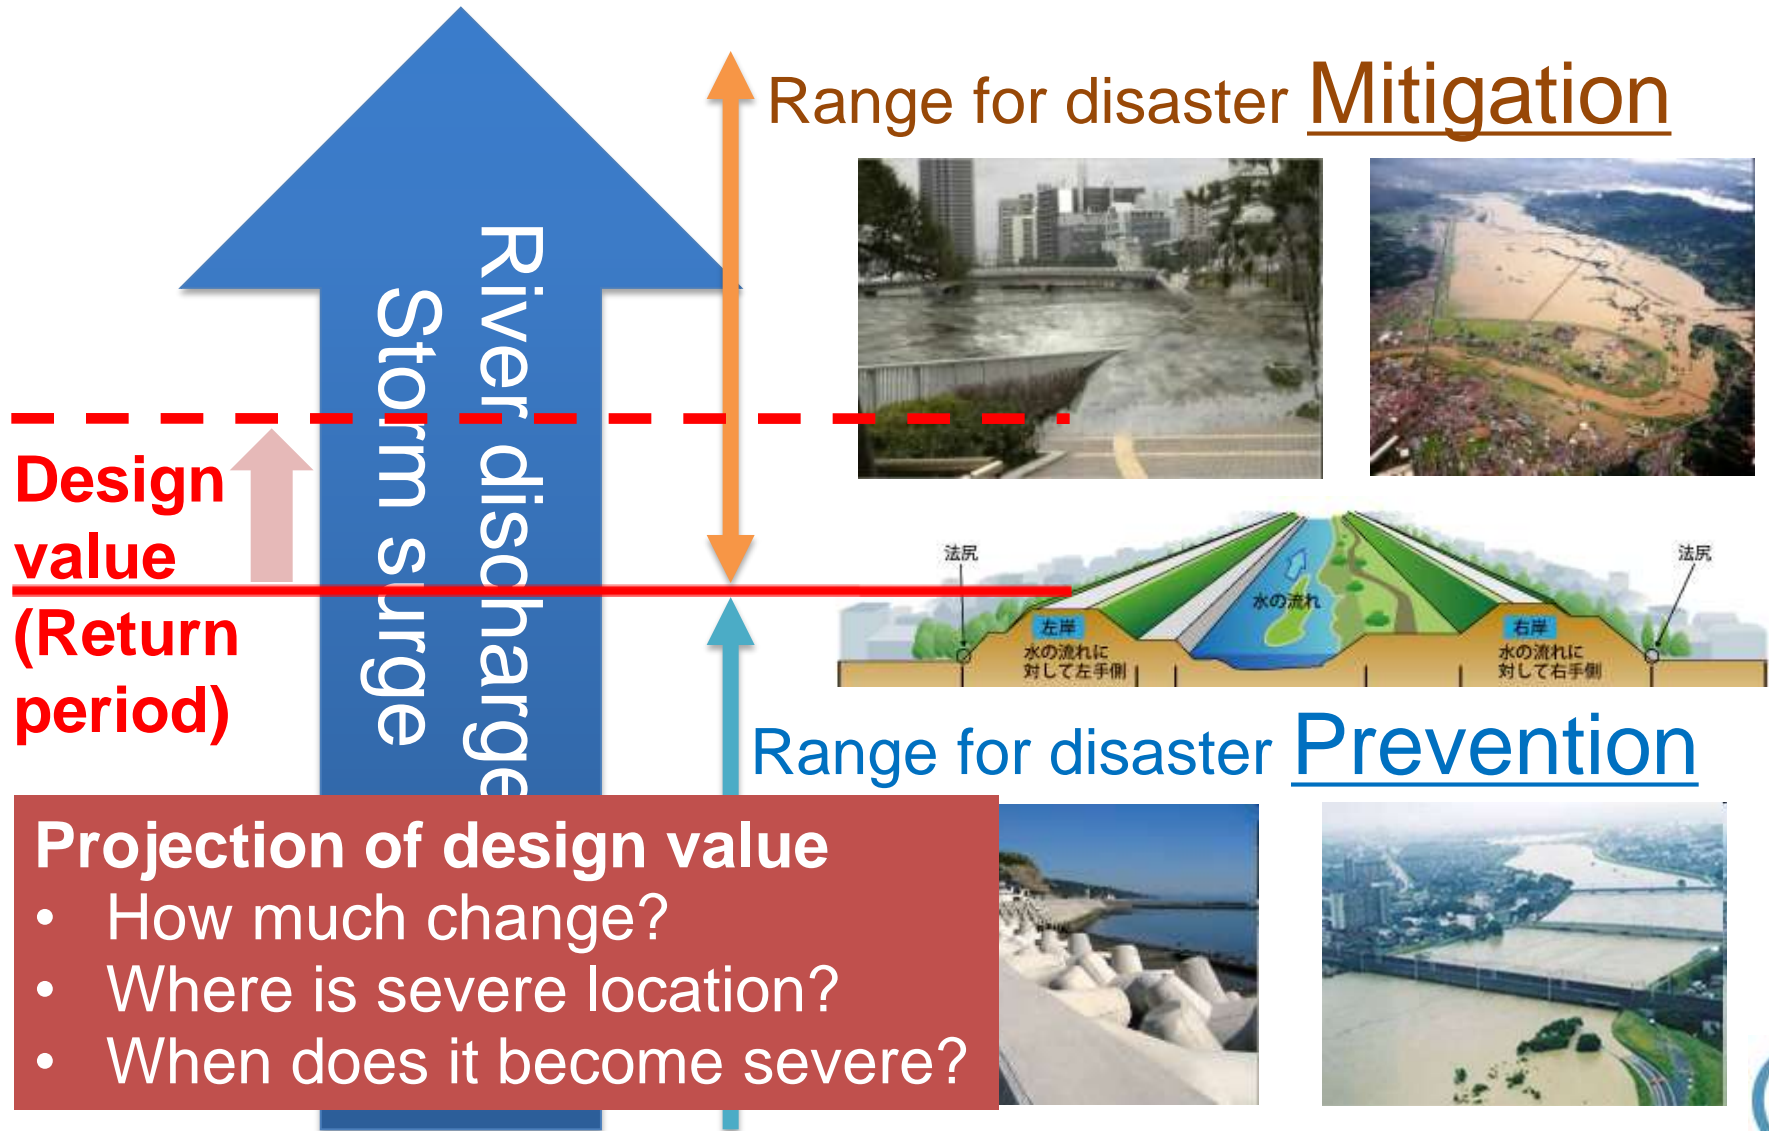 Range for disaster Mitigation
River discharge
Storm surge
Design
value
(Return
period)
法尻
法尻
水の流れ
左岸
水の流れに
対して左手側
右岸
水の流れに
対して右手側
Range for disaster Prevention
Projection of design value
• How much change?
• Where is severe location?
• When does it become severe?